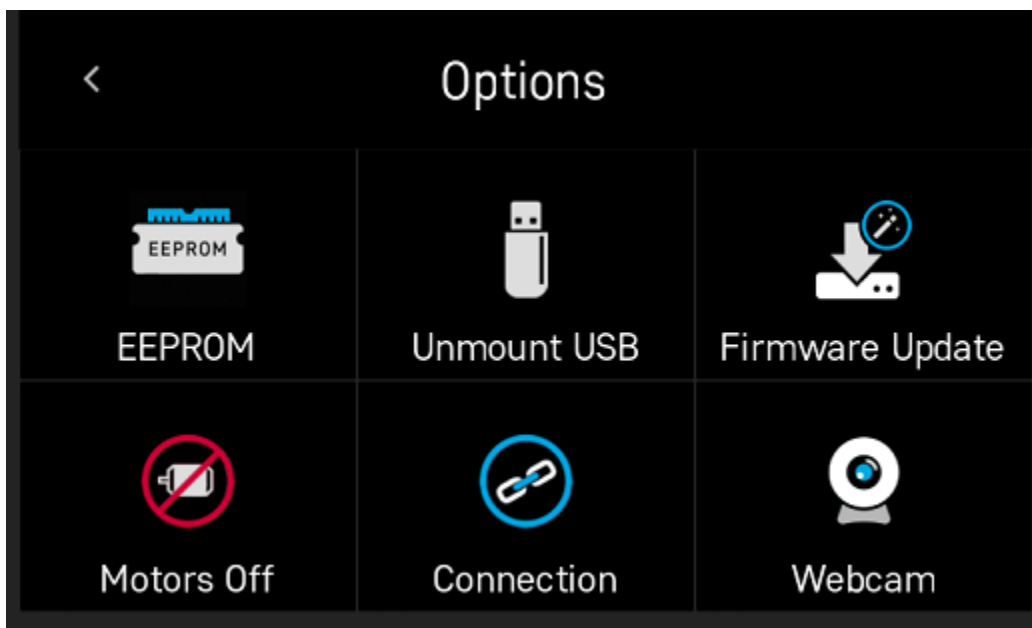 Options
EEPROM
EEPROM
Unmount USB
Firmware Update
Motors Off
Connection
Webcam